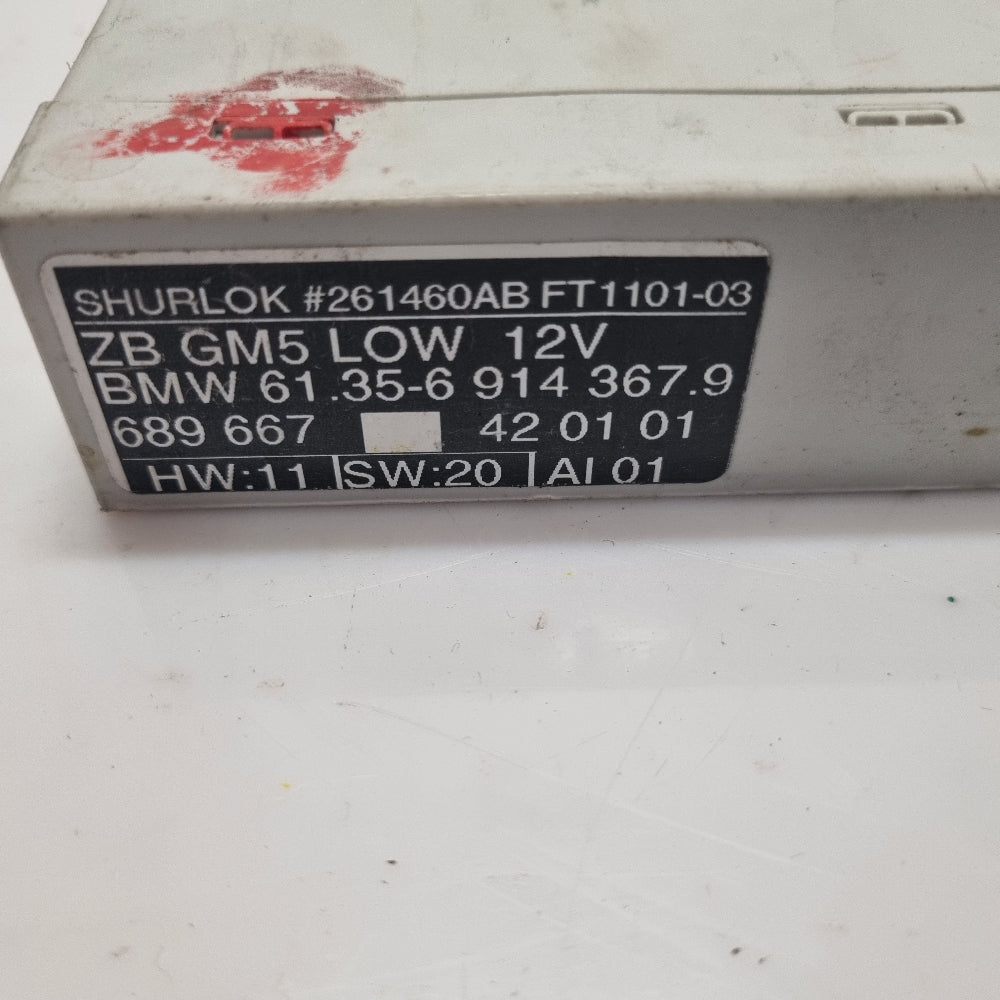 SHURLOK #261460AB FT1101-03
ZB GM5 LOW 12V
BMW 61.35-6 914 367.9
689 667 42 01 01
HW:11 SW:20 AI 01